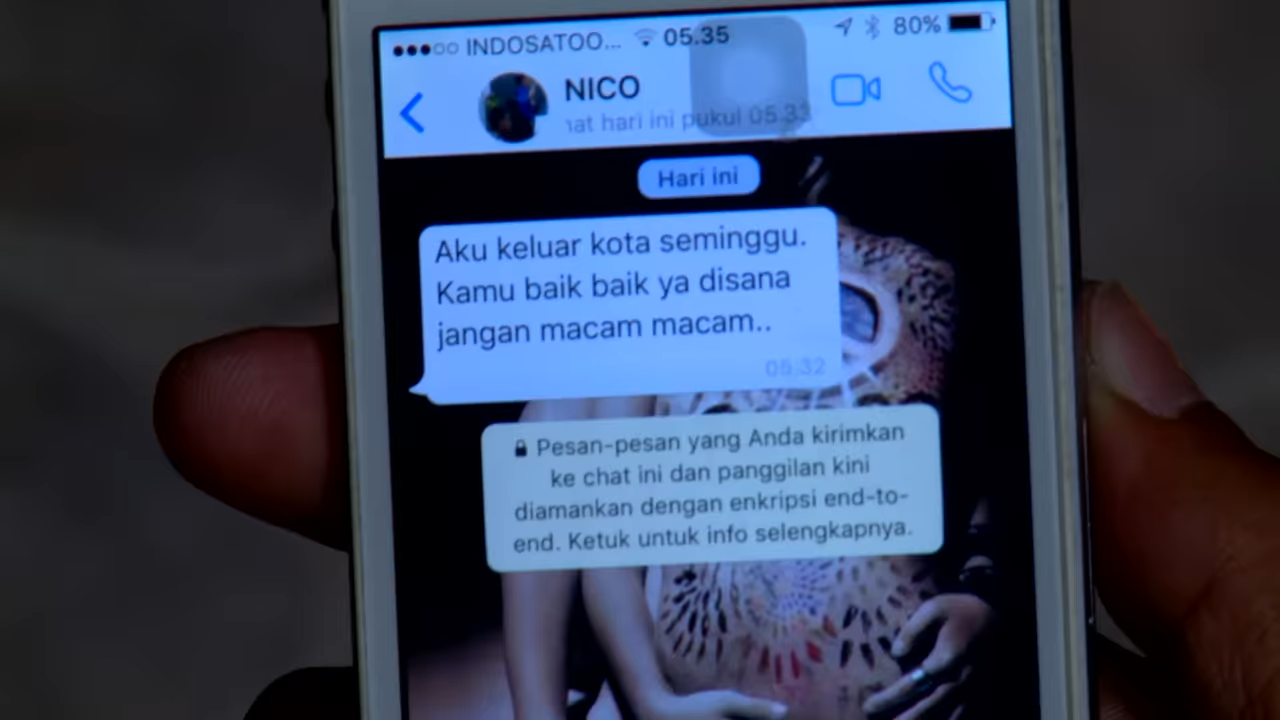 INDOSATOO... 05.35 80%
NICO
hat hari ini pukul 05.33
Hari ini
Aku keluar kota seminggu.
Kamu baik baik ya disana
jangan macam macam..
05.32
Pesan-pesan yang Anda kirimkan
ke chat ini dan panggilan kini
diamankan dengan enkripsi end-to-
end. Ketuk untuk info selengkapnya.